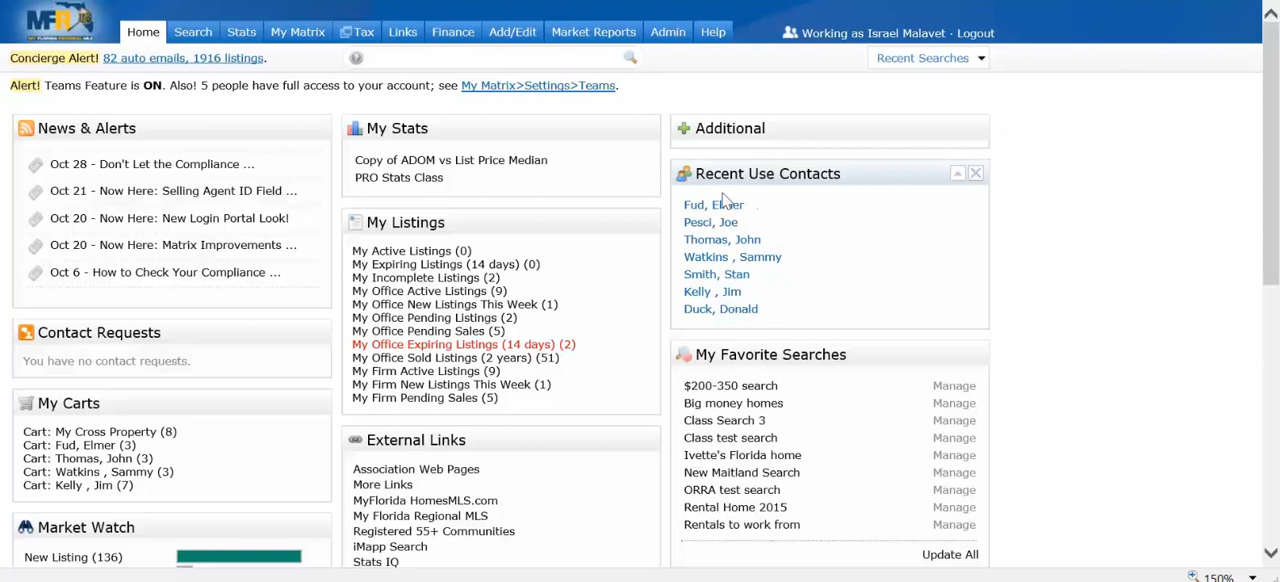 MFR
Home Search Stats My Matrix Tax Links Finance Add/Edit Market Reports Admin Help Working as Israel Malavet · Logout
Concierge Alert! 82 auto emails, 1916 listings. Recent Searches
Alert! Teams Feature is ON. Also! 5 people have full access to your account; see My Matrix>Settings>Teams.
News & Alerts
Oct 28 - Don't Let the Compliance ...
Oct 21 - Now Here: Selling Agent ID Field ...
Oct 20 - Now Here: New Login Portal Look!
Oct 20 - Now Here: Matrix Improvements ...
Oct 6 - How to Check Your Compliance ...
Contact Requests
You have no contact requests.
My Carts
Cart: My Cross Property (8)
Cart: Fud, Elmer (3)
Cart: Thomas, John (3)
Cart: Watkins , Sammy (3)
Cart: Kelly , Jim (7)
Market Watch
New Listing (136)
My Stats
Copy of ADOM vs List Price Median
PRO Stats Class
My Listings
My Active Listings (0)
My Expiring Listings (14 days) (0)
My Incomplete Listings (2)
My Office Active Listings (9)
My Office New Listings This Week (1)
My Office Pending Listings (2)
My Office Pending Sales (5)
My Office Expiring Listings (14 days) (2)
My Office Sold Listings (2 years) (51)
My Firm Active Listings (9)
My Firm New Listings This Week (1)
My Firm Pending Sales (5)
External Links
Association Web Pages
More Links
MyFlorida HomesMLS.com
My Florida Regional MLS
Registered 55+ Communities
iMapp Search
Stats IQ
Additional
Recent Use Contacts
Fud, Elmer
Pesci, Joe
Thomas, John
Watkins , Sammy
Smith, Stan
Kelly , Jim
Duck, Donald
My Favorite Searches
$200-350 search Manage
Big money homes Manage
Class Search 3 Manage
Class test search Manage
Ivette's Florida home Manage
New Maitland Search Manage
ORRA test search Manage
Rental Home 2015 Manage
Rentals to work from Manage
Update All
150%